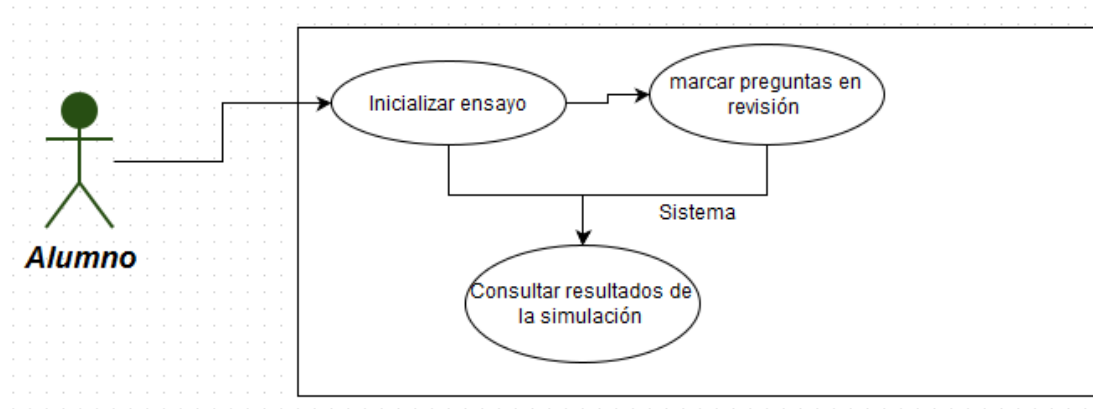 marcar preguntas en
revisión
Inicializar ensayo
Sistema
Alumno
Consultar resultados de
la simulación